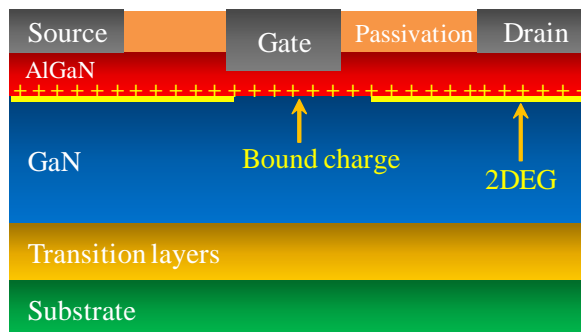 Source
Gate
Passivation
Drain
AlGaN
+ + + + + + + + + + + + + + + + + + + + + + + + + + + + + +
Bound charge
GaN
2DEG
Transition layers
Substrate